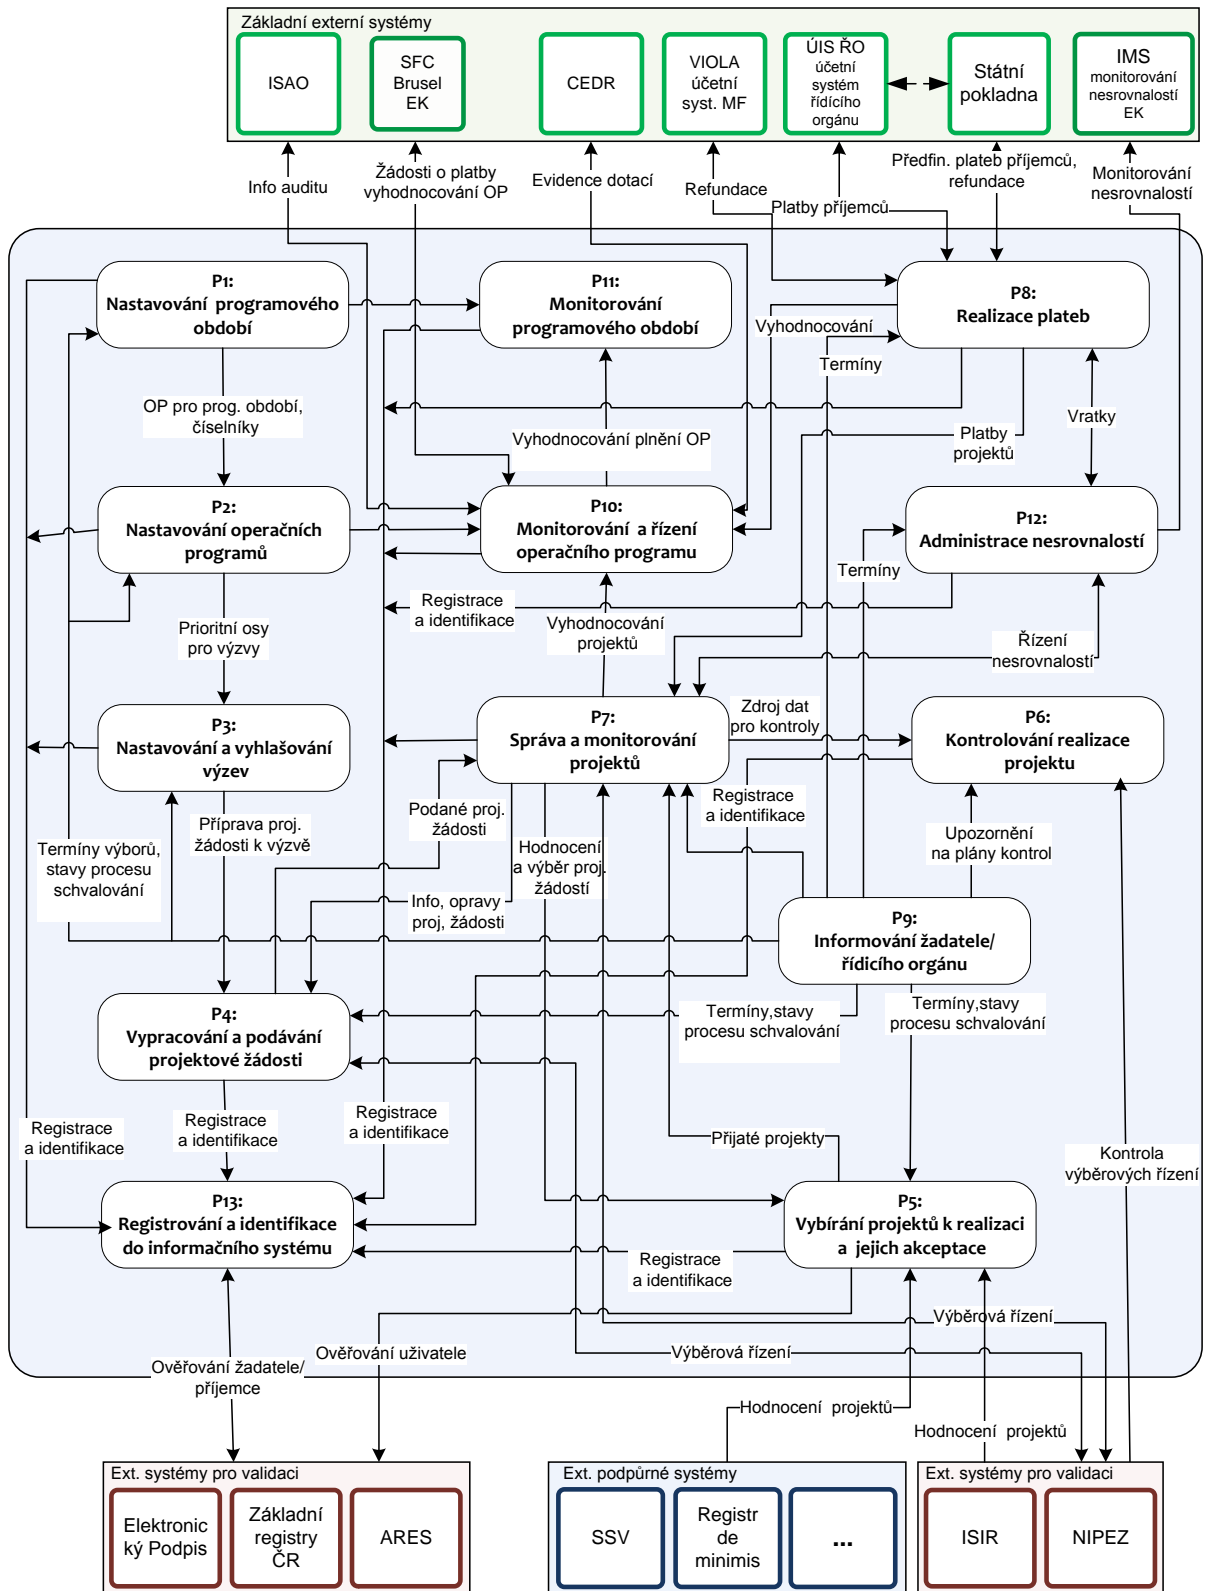 Základní externí systémy
ISAO
SFC
Brusel
EK
CEDR
VIOLA
účetní
syst. MF
ÚIS ŘO
účetní
systém
řídícího
orgánu
Státní
pokladna
IMS
monitorování
nesrovnalostí
EK
Info auditu
Žádosti o platby
vyhodnocování OP
Evidence dotací
Refundace
Platby příjemců
Předfin. plateb příjemců,
refundace
Monitorování
nesrovnalostí
P1:
Nastavování programového
období
P11:
Monitorování
programového období
P8:
Realizace plateb
Vyhodnocování
Termíny
OP pro prog. období,
číselníky
Vyhodnocování plnění OP
Platby
projektů
Vratky
P2:
Nastavování operačních
programů
P10:
Monitorování a řízení
operačního programu
P12:
Administrace nesrovnalostí
Termíny
Registrace
a identifikace
Prioritní osy
pro výzvy
Vyhodnocování
projektů
Řízení
nesrovnalostí
P3:
Nastavování a vyhlašování
výzev
P7:
Správa a monitorování
projektů
Zdroj dat
pro kontroly
P6:
Kontrolování realizace
projektu
Termíny výborů,
stavy procesu
schvalování
Příprava proj.
žádosti k výzvě
Podané proj.
žádosti
Hodnocení
a výběr proj.
žádostí
Registrace
a identifikace
Upozornění
na plány kontrol
Info, opravy
proj, žádosti
P9:
Informování žadatele/
řídicího orgánu
P4:
Vypracování a podávání
projektové žádosti
Termíny,stavy
procesu schvalování
Termíny,stavy
procesu schvalování
Registrace
a identifikace
Registrace
a identifikace
Registrace
a identifikace
Přijaté projekty
Kontrola
výběrových řízení
P13:
Registrování a identifikace
do informačního systému
P5:
Vybírání projektů k realizaci
a jejich akceptace
Registrace
a identifikace
Výběrová řízení
Ověřování žadatele/
příjemce
Ověřování uživatele
Výběrová řízení
Hodnocení projektů
Hodnocení projektů
Ext. systémy pro validaci
Elektronic
ký Podpis
Základní
registry
ČR
ARES
Ext. podpůrné systémy
SSV
Registr
de
minimis
...
Ext. systémy pro validaci
ISIR
NIPEZ